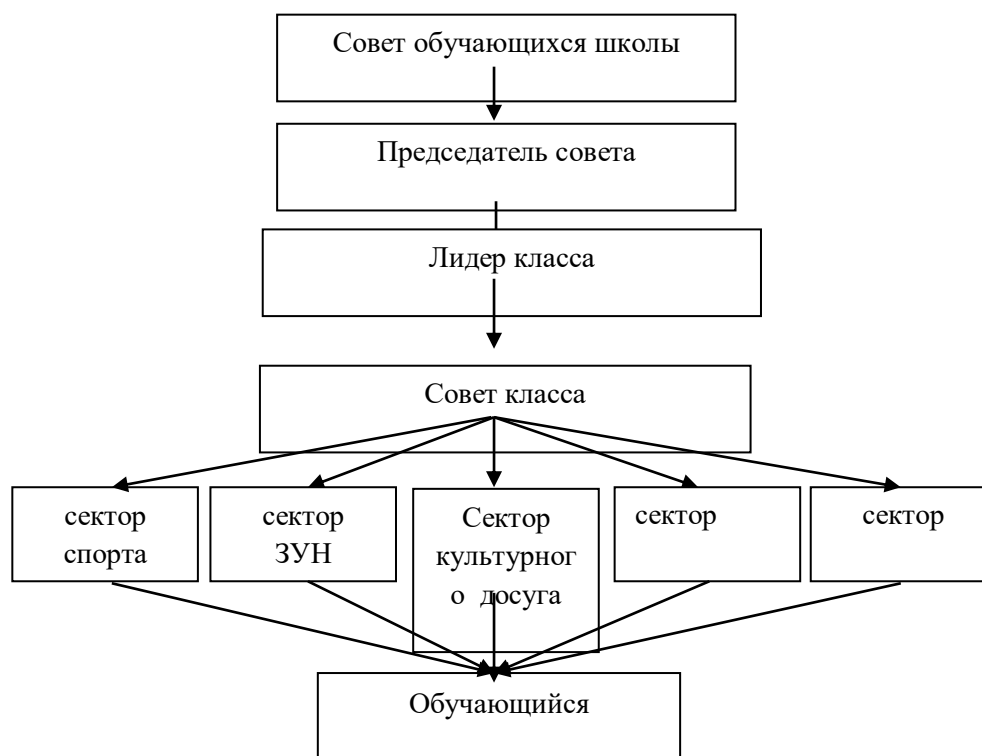 Совет обучающихся школы
Председатель совета
Лидер класса
Совет класса
сектор
спорта
сектор
ЗУН
Сектор
культурног
о досуга
сектор
сектор
Обучающийся